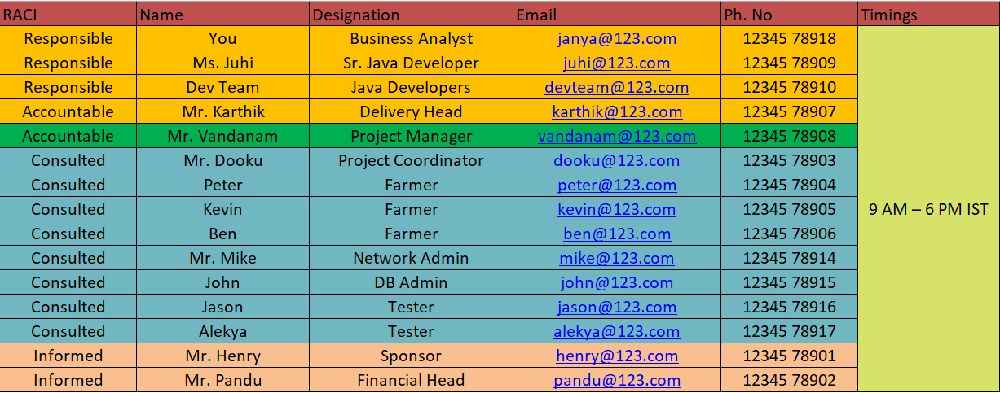 RACI Name Designation Email Ph. No Timings
Responsible You Business Analyst janya@123.com 12345 78918
Responsible Ms. Juhi Sr. Java Developer juhi@123.com 12345 78909
Responsible Dev Team Java Developers devteam@123.com 12345 78910
Accountable Mr. Karthik Delivery Head karthik@123.com 12345 78907
Accountable Mr. Vandanam Project Manager vandanam@123.com 12345 78908
Consulted Mr. Dooku Project Coordinator dooku@123.com 12345 78903
Consulted Peter Farmer peter@123.com 12345 78904
Consulted Kevin Farmer kevin@123.com 12345 78905 9 AM – 6 PM IST
Consulted Ben Farmer ben@123.com 12345 78906
Consulted Mr. Mike Network Admin mike@123.com 12345 78914
Consulted John DB Admin john@123.com 12345 78915
Consulted Jason Tester jason@123.com 12345 78916
Consulted Alekya Tester alekya@123.com 12345 78917
Informed Mr. Henry Sponsor henry@123.com 12345 78901
Informed Mr. Pandu Financial Head pandu@123.com 12345 78902